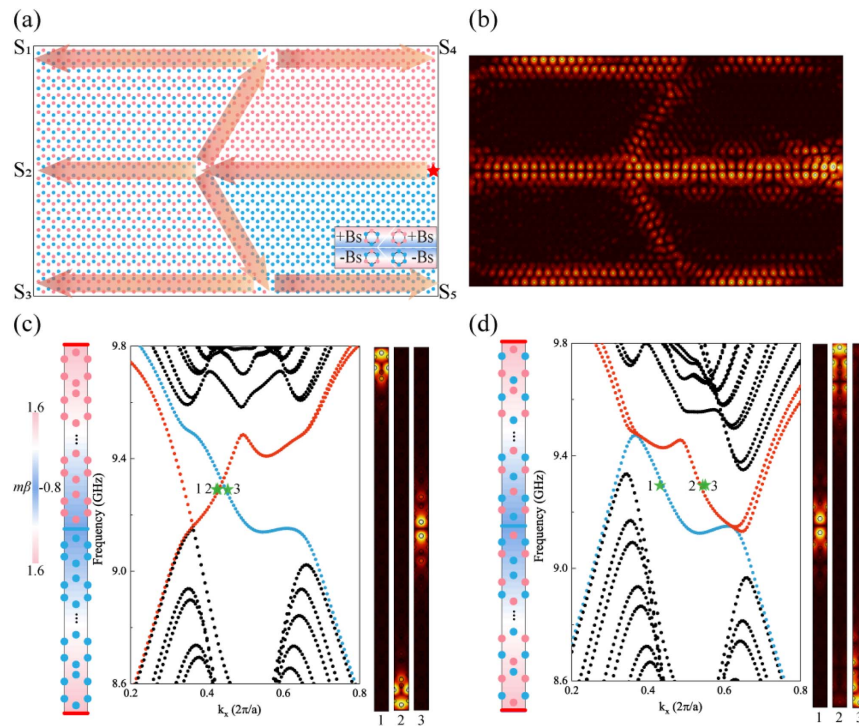 (a)
S₁
S₄
S₂
+Bs +Bs
-Bs -Bs
S₃
S₅
(b)
(c)
1.6
mβ
-0.8
1.6
Frequency (GHz)
9.8
9.4
9.0
8.6
1 2 3
0.2 0.4 0.6 0.8
kₓ (2π/a)
1 2 3
(d)
Frequency (GHz)
9.8
9.4
9.0
8.6
1 2 3
0.2 0.4 0.6 0.8
kₓ (2π/a)
1 2 3